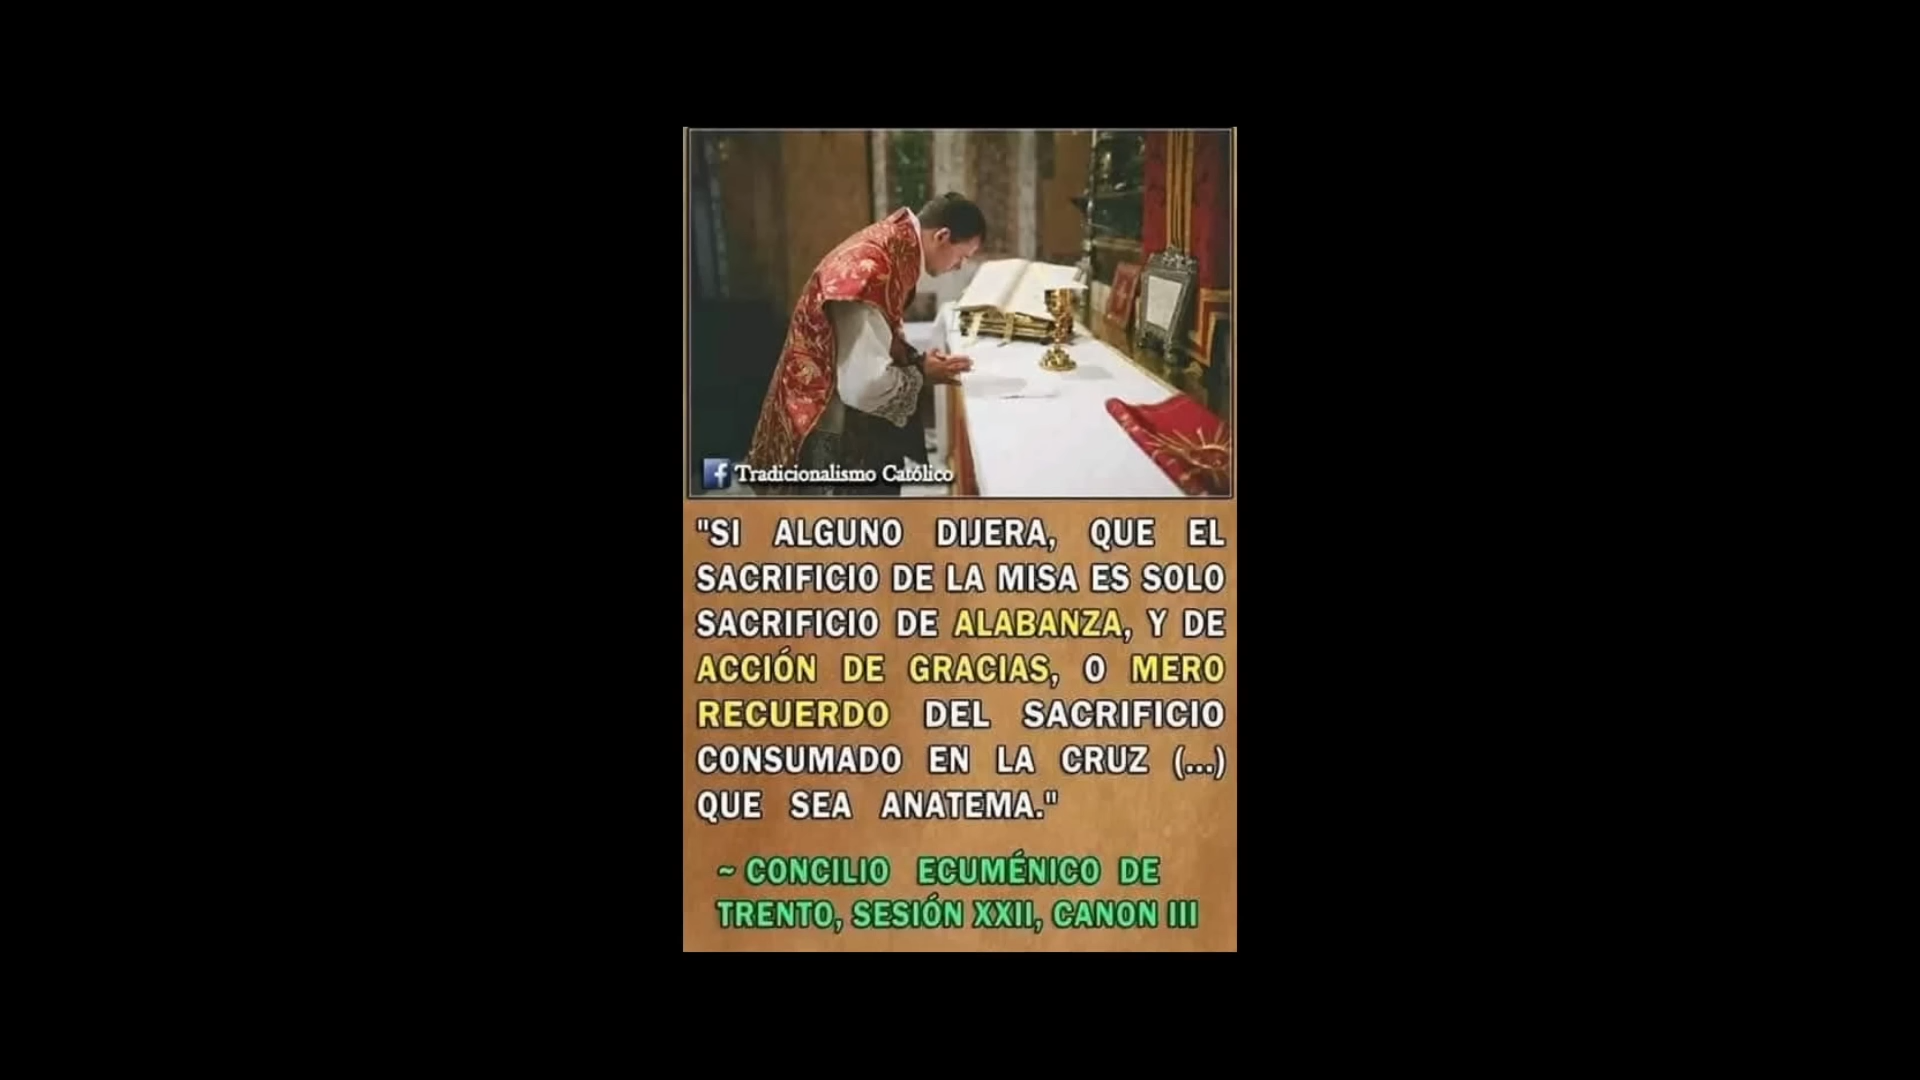 Tradicionalismo Católico
"SI ALGUNO DIJERA, QUE EL
SACRIFICIO DE LA MISA ES SOLO
SACRIFICIO DE ALABANZA, Y DE
ACCIÓN DE GRACIAS, O MERO
RECUERDO DEL SACRIFICIO
CONSUMADO EN LA CRUZ (...)
QUE SEA ANATEMA."
~ CONCILIO ECUMÉNICO DE
TRENTO, SESIÓN XXII, CANON III